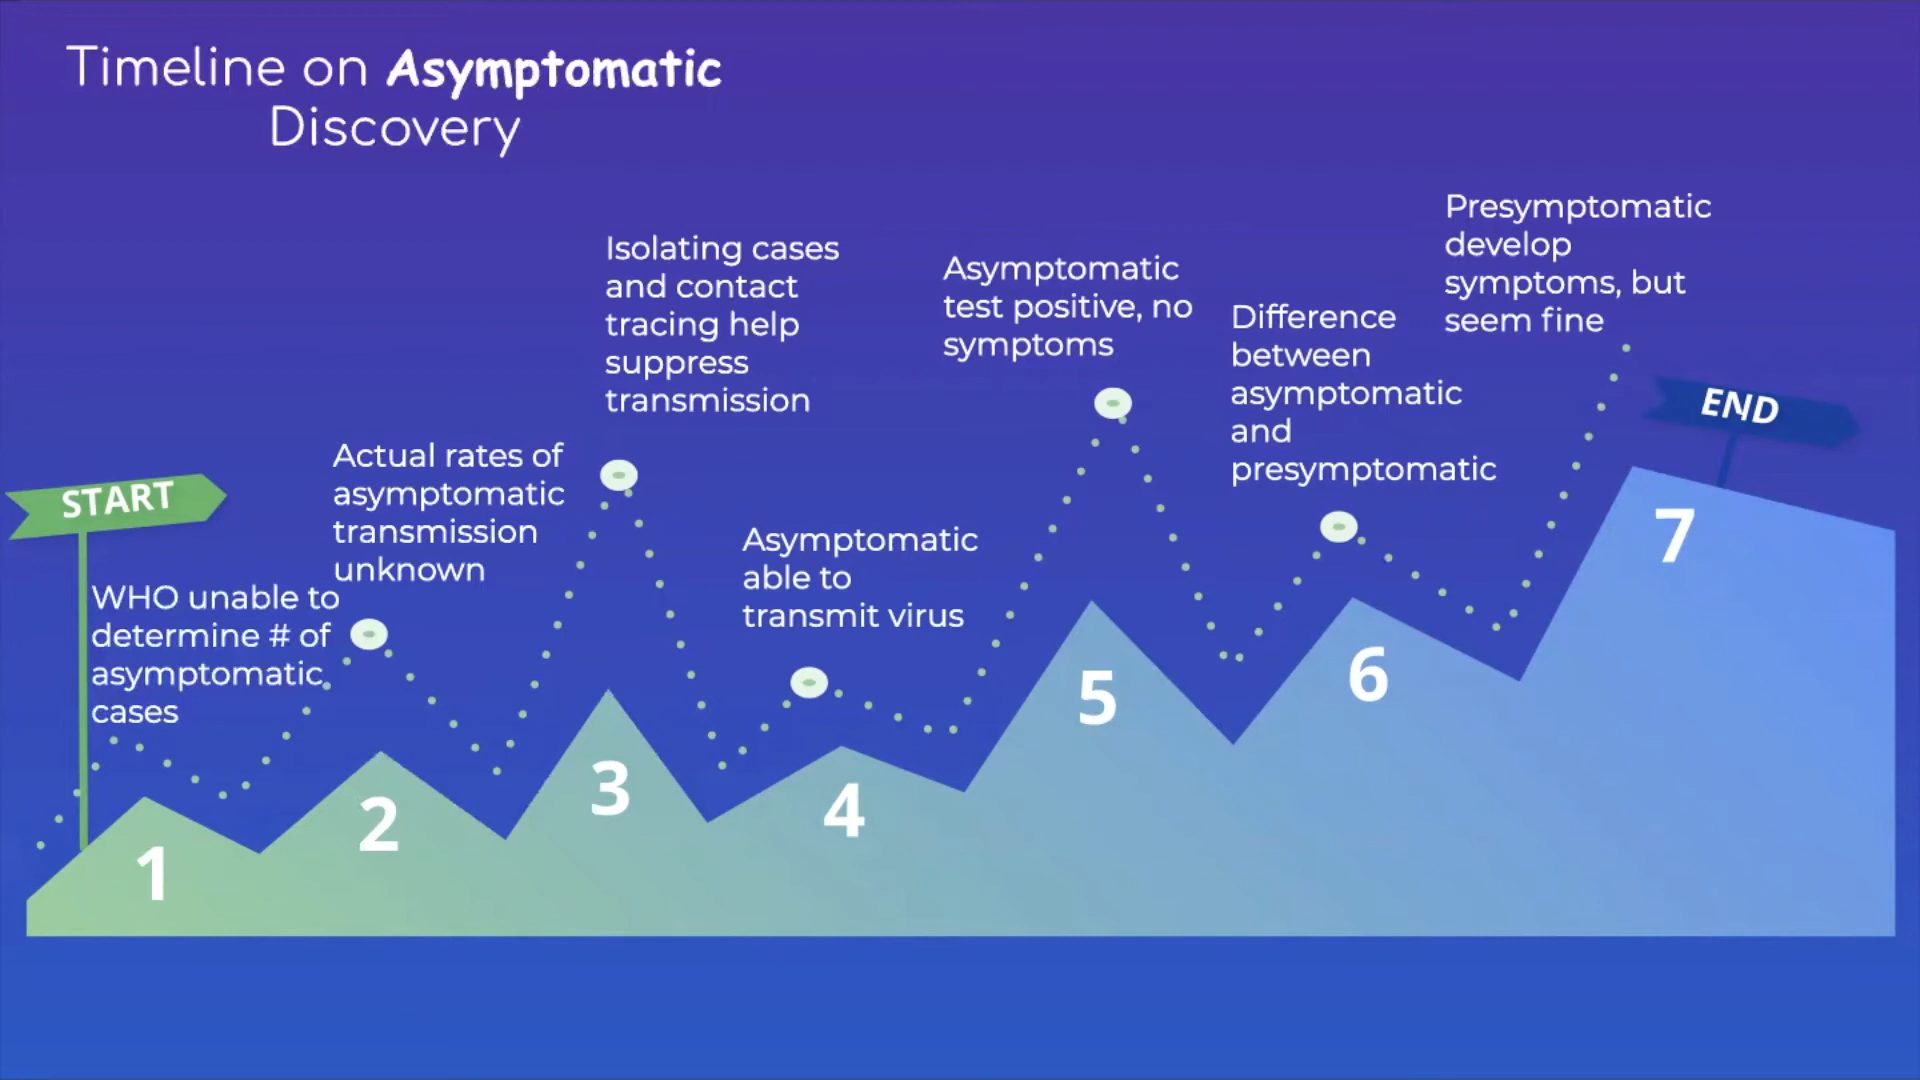 Timeline on Asymptomatic
Discovery
START
WHO unable to
determine # of
asymptomatic
cases
1
Actual rates of
asymptomatic
transmission
unknown
2
Isolating cases
and contact
tracing help
suppress
transmission
3
Asymptomatic
able to
transmit virus
4
Asymptomatic
test positive, no
symptoms
5
Difference
between
asymptomatic
and
presymptomatic
6
Presymptomatic
develop
symptoms, but
seem fine
7
END